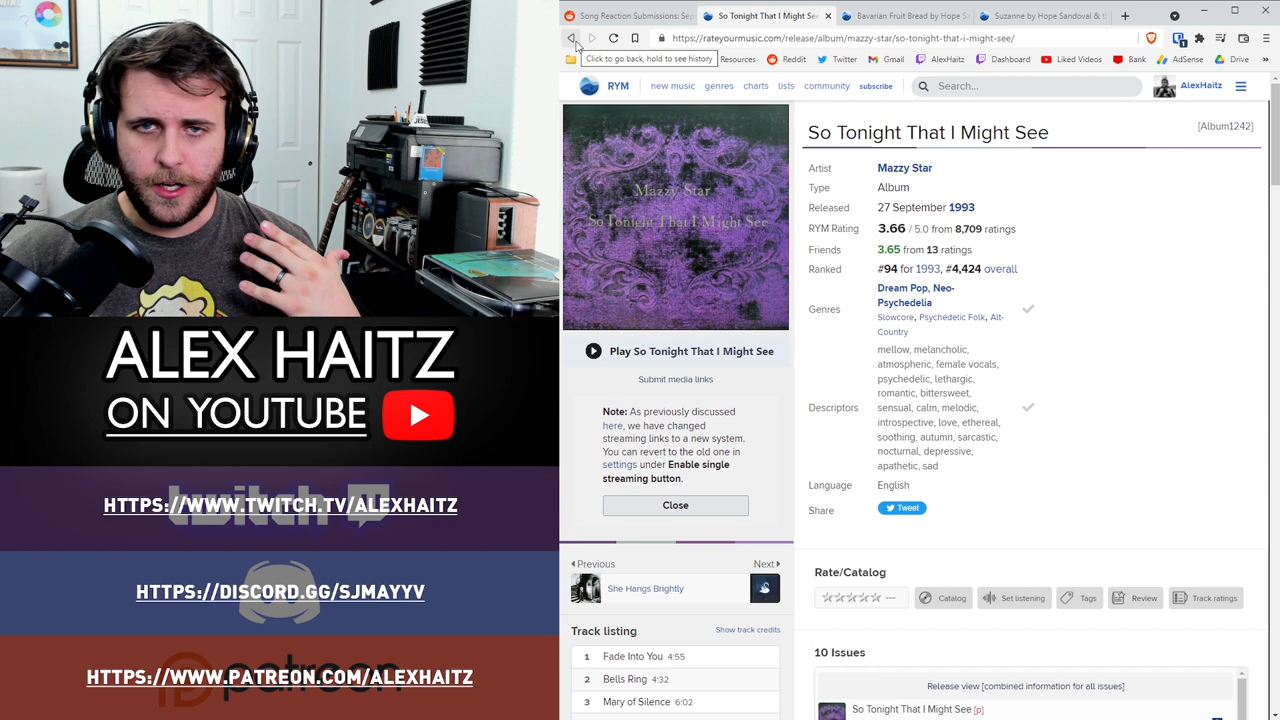 Song Reaction Submissions: Sep
So Tonight That I Might See
Bavarian Fruit Bread by Hope S
Suzanne by Hope Sandoval & t
https://rateyourmusic.com/release/album/mazzy-star/so-tonight-that-i-might-see/
Click to go back, hold to see history
Resources
Reddit
Twitter
Gmail
AlexHaitz
Dashboard
Liked Videos
Bank
AdSense
Drive
RYM
new music
genres
charts
lists
community
subscribe
Search...
AlexHaitz
Mazzy Star
So Tonight That I Might See
So Tonight That I Might See
[Album1242]
Artist Mazzy Star
Type Album
Released 27 September 1993
RYM Rating 3.66 / 5.0 from 8,709 ratings
Friends 3.65 from 13 ratings
Ranked #94 for 1993, #4,424 overall
Genres
Dream Pop, Neo-
Psychedelia
Slowcore, Psychedelic Folk, Alt-
Country
Descriptors
mellow, melancholic,
atmospheric, female vocals,
psychedelic, lethargic,
romantic, bittersweet,
sensual, calm, melodic,
introspective, love, ethereal,
soothing, autumn, sarcastic,
nocturnal, depressive,
apathetic, sad
Language English
Share Tweet
Play So Tonight That I Might See
Submit media links
Note: As previously discussed
here, we have changed
streaming links to a new system.
You can revert to the old one in
settings under Enable single
streaming button.
Close
Previous
Next
She Hangs Brightly
Track listing
Show track credits
1 Fade Into You 4:55
2 Bells Ring 4:32
3 Mary of Silence 6:02
Rate/Catalog
---
Catalog
Set listening
Tags
Review
Track ratings
10 Issues
Release view [combined information for all issues]
So Tonight That I Might See [p]
ALEX HAITZ
ON YOUTUBE
twitch
HTTPS://WWW.TWITCH.TV/ALEXHAITZ
HTTPS://DISCORD.GG/SJMAYYV
patreon
HTTPS://WWW.PATREON.COM/ALEXHAITZ